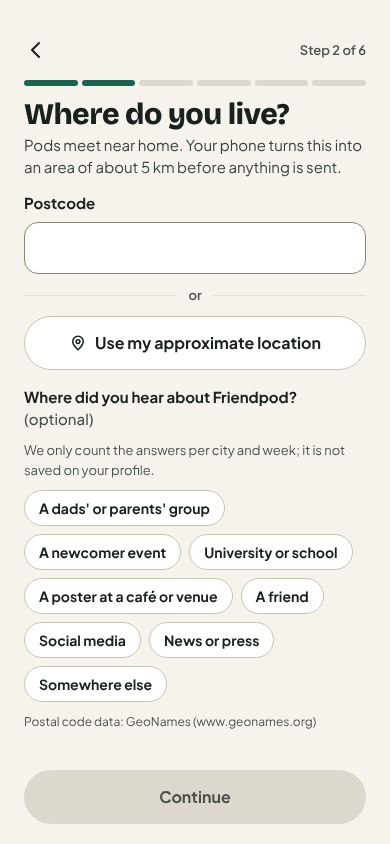 Step 2 of 6
Where do you live?
Pods meet near home. Your phone turns this into
an area of about 5 km before anything is sent.
Postcode
or
Use my approximate location
Where did you hear about Friendpod?
(optional)
We only count the answers per city and week; it is not
saved on your profile.
A dads' or parents' group
A newcomer event
University or school
A poster at a café or venue
A friend
Social media
News or press
Somewhere else
Postal code data: GeoNames (www.geonames.org)
Continue